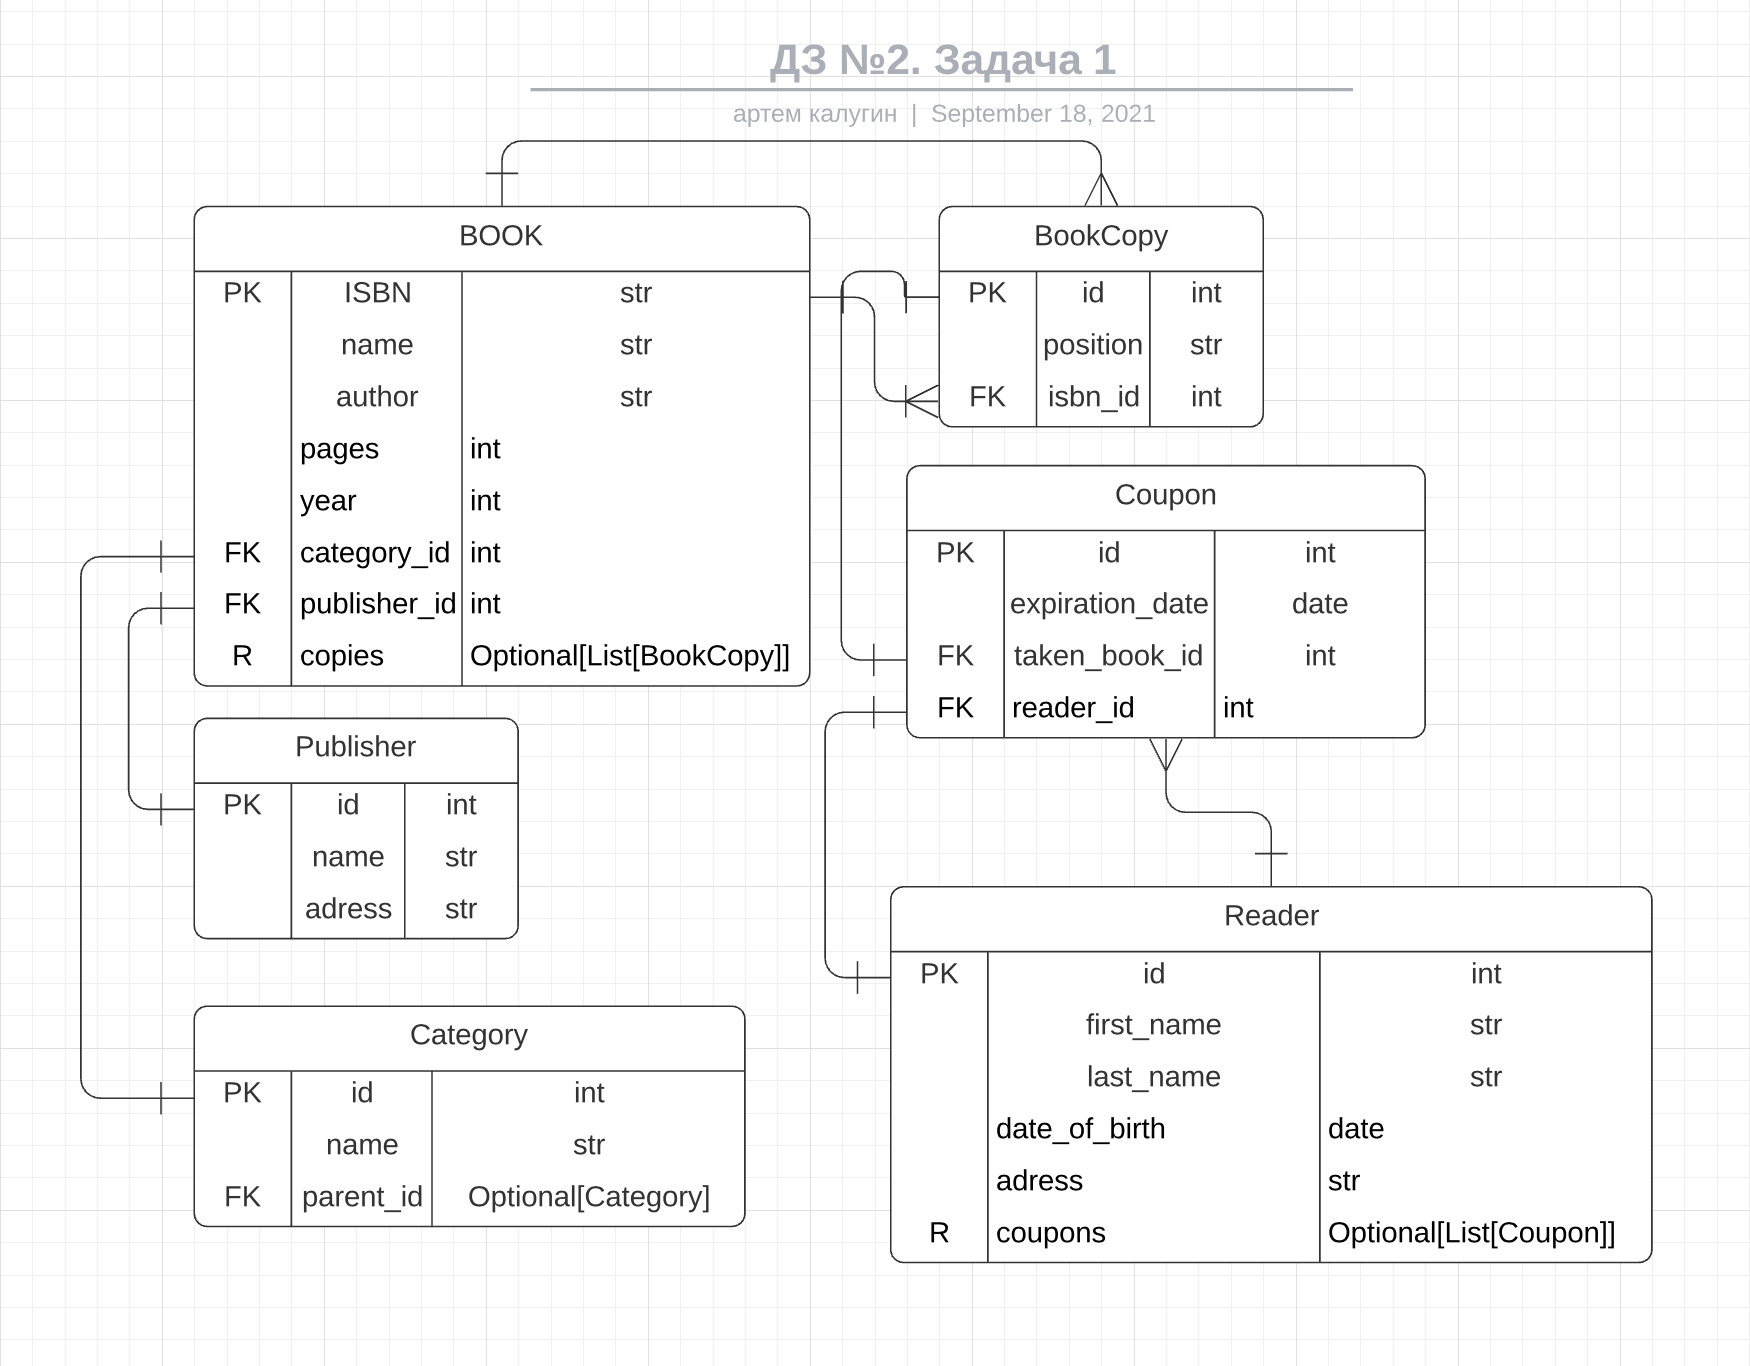 ДЗ №2. Задача 1
артем калугин | September 18, 2021
BOOK
PK ISBN str
name str
author str
pages int
year int
FK category_id int
FK publisher_id int
R copies Optional[List[BookCopy]]
BookCopy
PK id int
position str
FK isbn_id int
Coupon
PK id int
expiration_date date
FK taken_book_id int
FK reader_id int
Publisher
PK id int
name str
adress str
Reader
PK id int
first_name str
last_name str
date_of_birth date
adress str
R coupons Optional[List[Coupon]]
Category
PK id int
name str
FK parent_id Optional[Category]